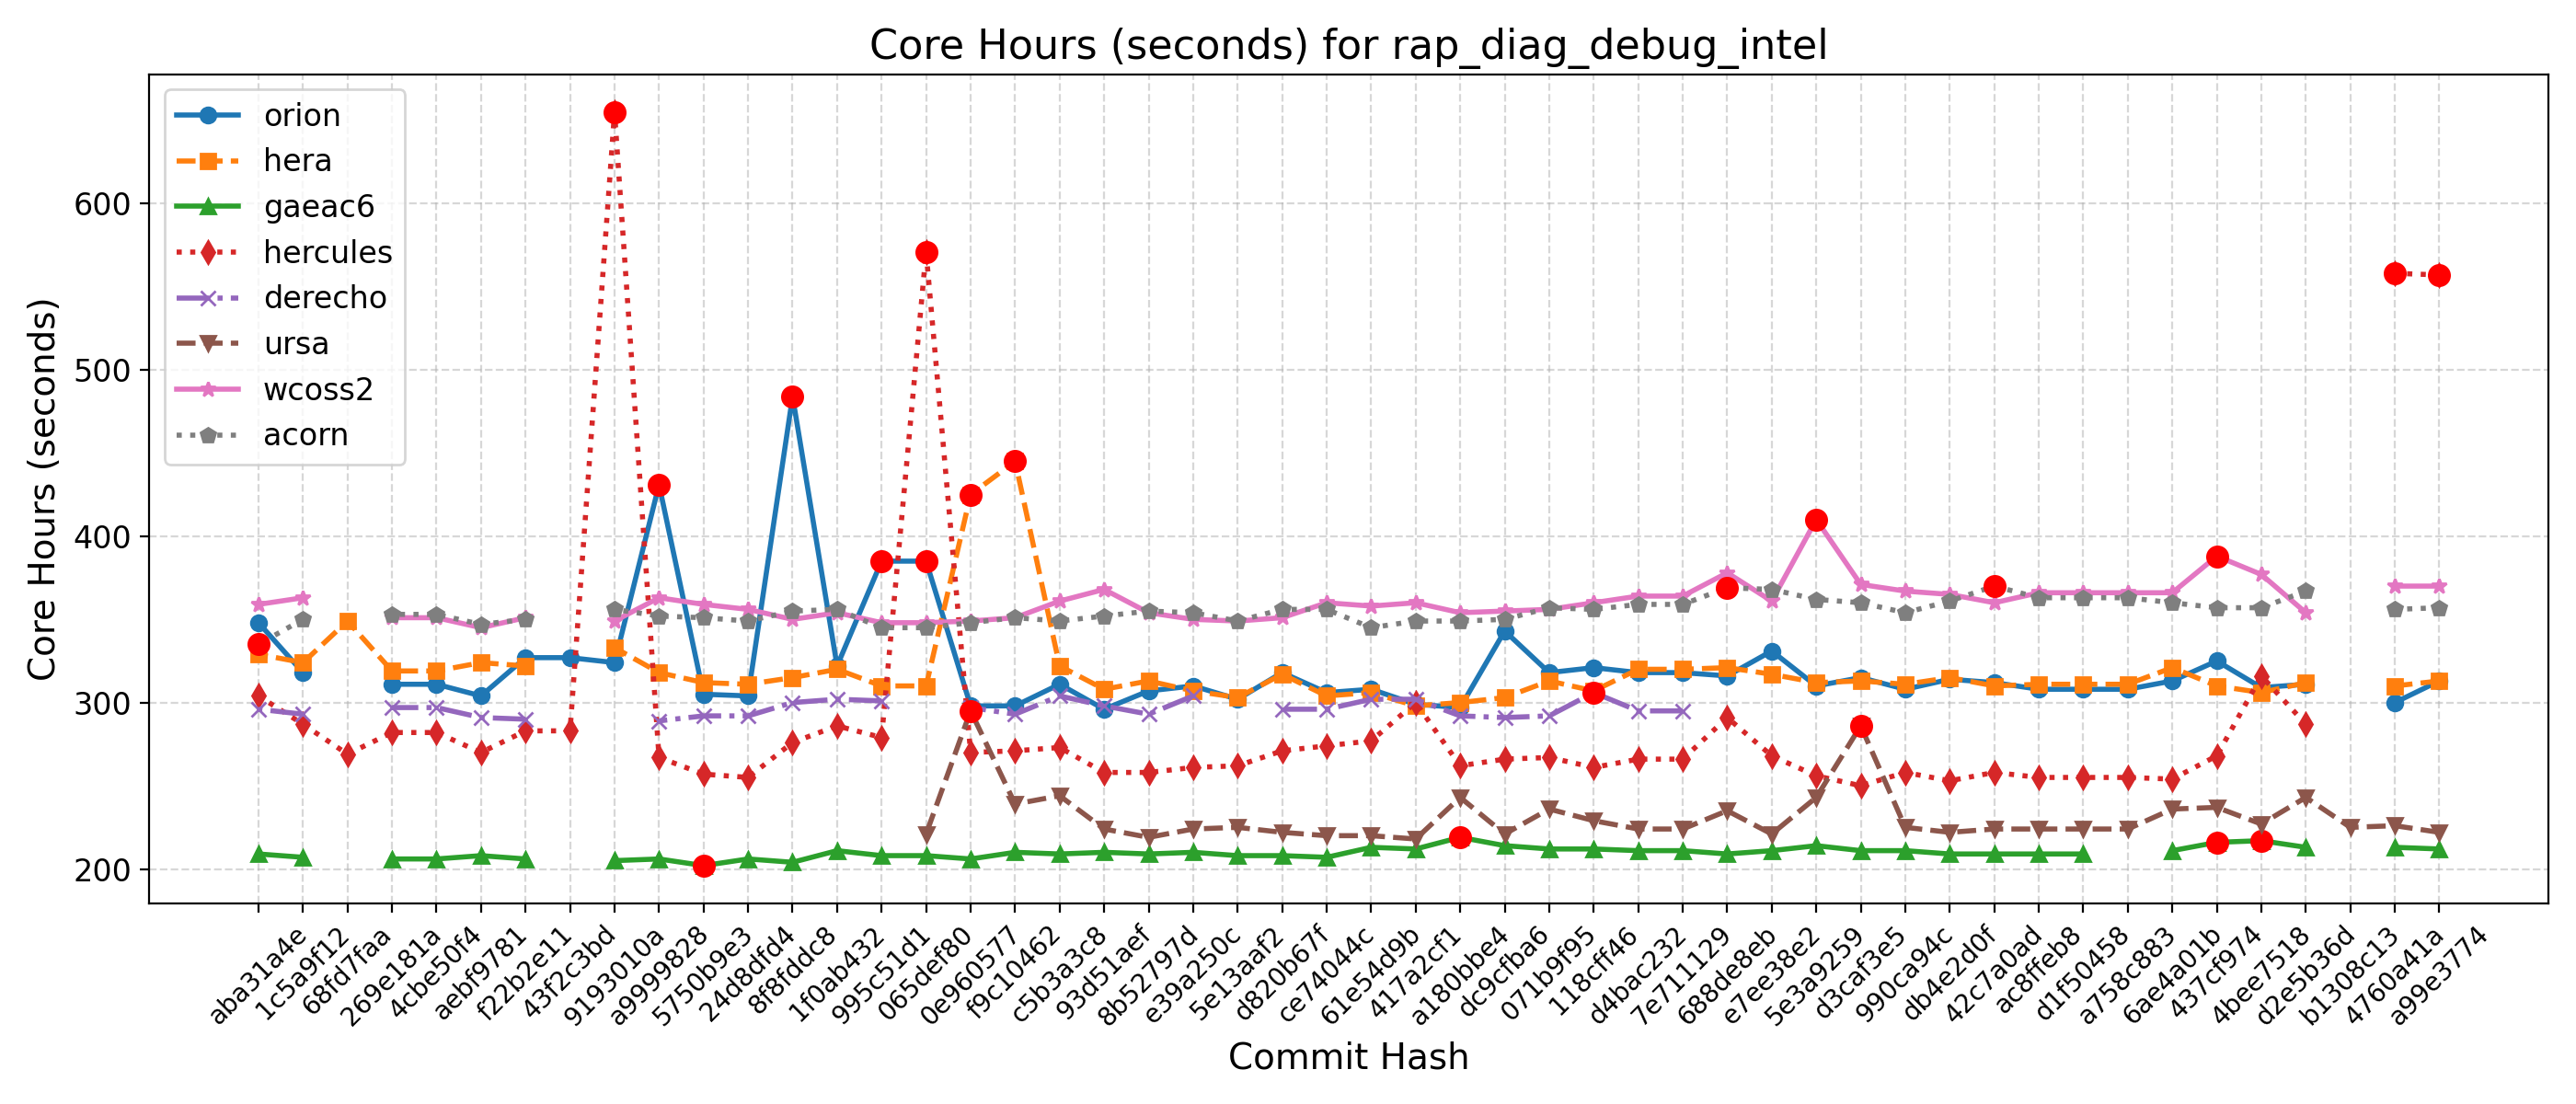 Core Hours (seconds) for rap_diag_debug_intel
Core Hours (seconds)
600
500
400
300
200
orion
hera
gaeac6
hercules
derecho
ursa
wcoss2
acorn
aba31a4e
1c5a9f12
68fd7faa
269e181a
4cbe50f4
aebf9781
f22b2e11
43f2c3bd
9193010a
a9999828
5750b9e3
24d8dfd4
8f8fddc8
1f0ab432
995c51d1
065def80
0e960577
f9c10462
c5b3a3c8
93d51aef
8b52797d
e39a250c
5e13aaf2
d820b67f
ce74044c
61e54d9b
417a2cf1
a180bbe4
dc9cfba6
071b9f95
118cff46
d4bac232
7e711129
688de8eb
e7ee38e2
5e3a9259
d3caf3e5
990ca94c
db4e2d0f
42c7a0ad
ac8ffeb8
d1f50458
a758c883
6ae4a01b
437cf974
4bee7518
d2e5b36d
b1308c13
4760a41a
a99e3774
Commit Hash